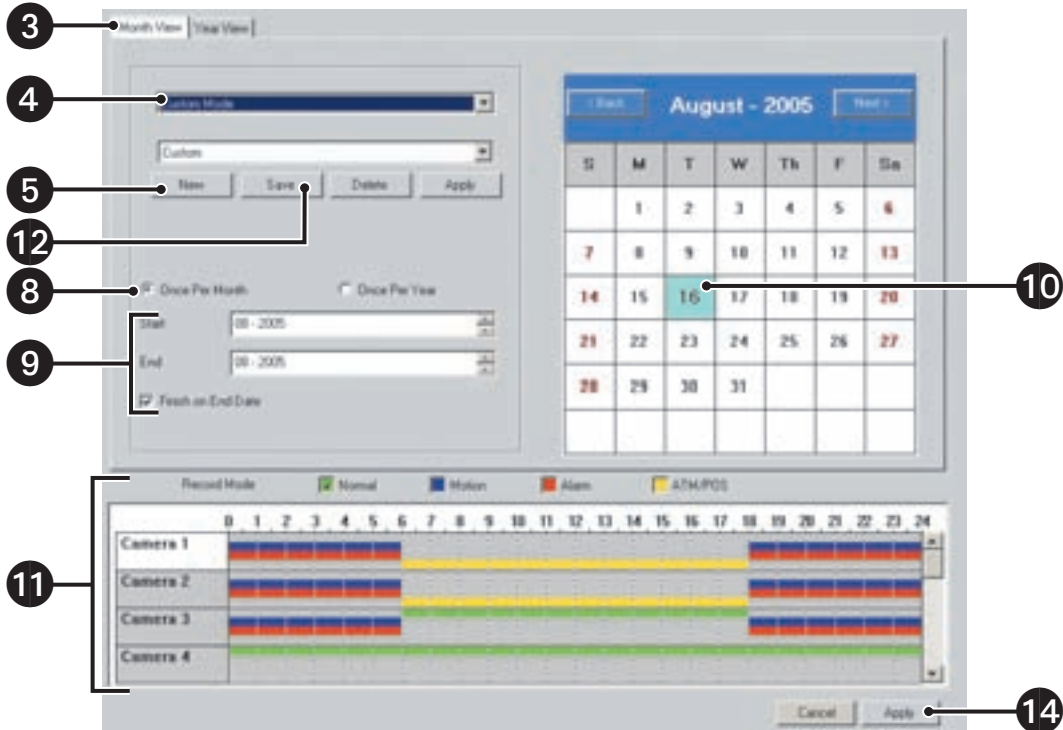 3 Month View Year View
4 Custom Mode
Custom
5 New Save Delete Apply
12
8 Once Per Month Once Per Year
9 Start 08 - 2005
End 08 - 2005
Finish on End Date
< Back August - 2005 Next >
S M T W Th F Sa
1 2 3 4 5 6
7 8 9 10 11 12 13
14 15 16 17 18 19 20
10
21 22 23 24 25 26 27
28 29 30 31
11 Record Mode Normal Motion Alarm ATM/POS
0 1 2 3 4 5 6 7 8 9 10 11 12 13 14 15 16 17 18 19 20 21 22 23 24
Camera 1
Camera 2
Camera 3
Camera 4
Cancel Apply 14